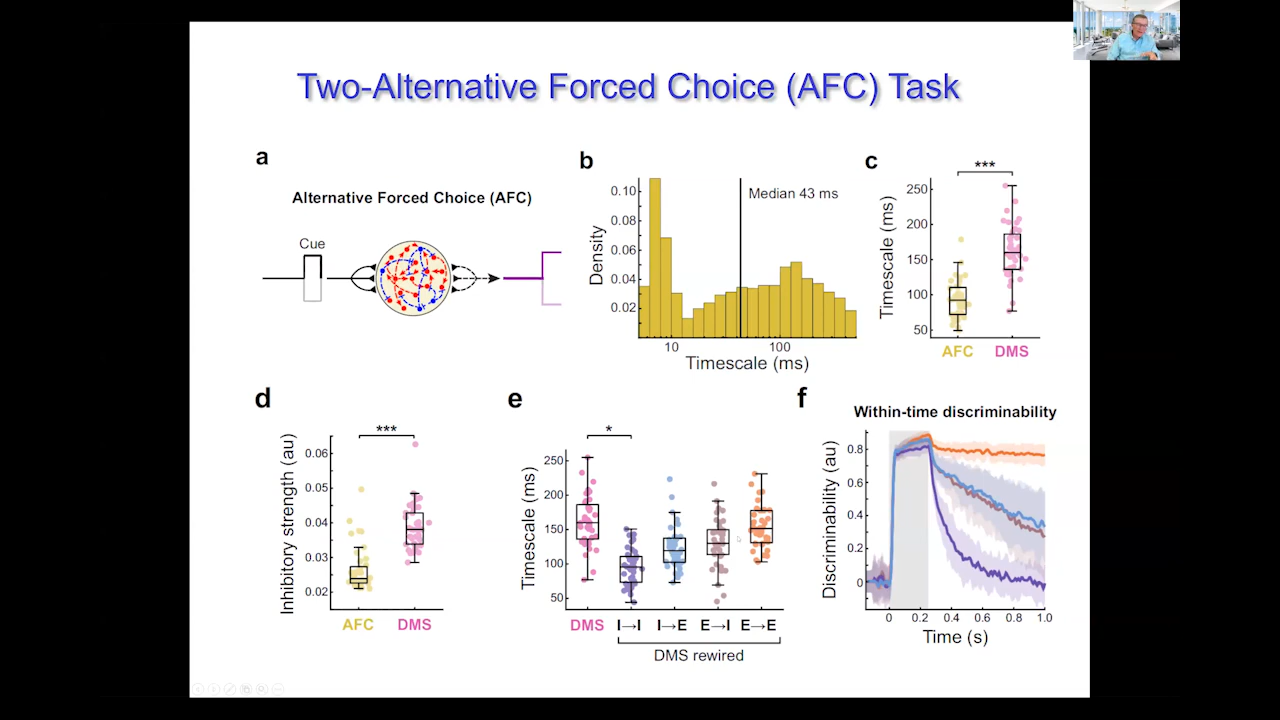 Two-Alternative Forced Choice (AFC) Task
a
Alternative Forced Choice (AFC)
Cue
b
Density
0.10
0.08
0.06
0.04
0.02
Median 43 ms
10
100
Timescale (ms)
c
***
Timescale (ms)
250
200
150
100
50
AFC
DMS
d
***
Inhibitory strength (au)
0.06
0.05
0.04
0.03
0.02
AFC
DMS
e
*
Timescale (ms)
250
200
150
100
50
DMS
I→I
I→E
E→I
E→E
DMS rewired
f
Within-time discriminability
Discriminability (au)
0.8
0.6
0.4
0.2
0
0
0.2
0.4
0.6
0.8
1.0
Time (s)